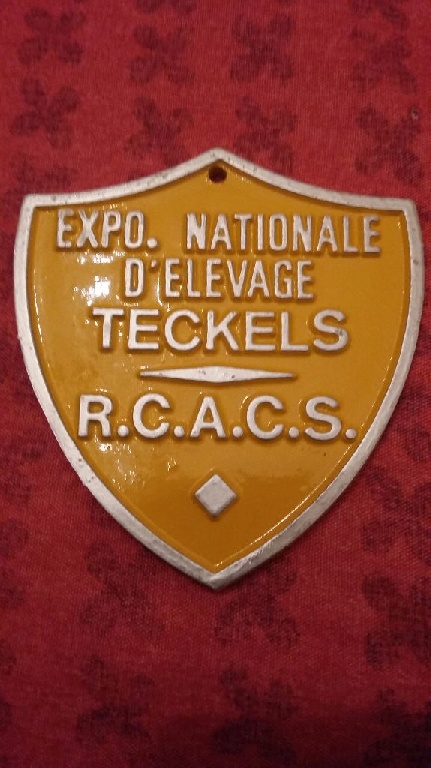 EXPO. NATIONALE
D'ELEVAGE
TECKELS
R.C.A.C.S.